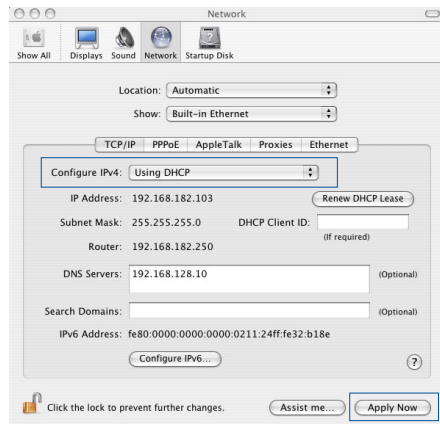 Network
Show All Displays Sound Network Startup Disk
Location: Automatic
Show: Built-in Ethernet
TCP/IP PPPoE AppleTalk Proxies Ethernet
Configure IPv4: Using DHCP
IP Address: 192.168.182.103 Renew DHCP Lease
Subnet Mask: 255.255.255.0 DHCP Client ID:
(If required)
Router: 192.168.182.250
DNS Servers: 192.168.128.10 (Optional)
Search Domains: (Optional)
IPv6 Address: fe80:0000:0000:0000:0211:24ff:fe32:b18e
Configure IPv6... ?
Click the lock to prevent further changes. Assist me... Apply Now